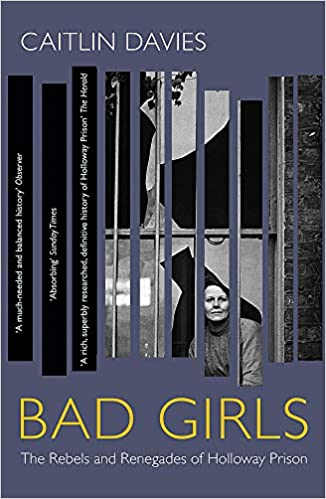 CAITLIN DAVIES
'A much-needed and balanced history' Observer
'Absorbing' Sunday Times
'A rich, superbly researched, definitive history of Holloway Prison' The Herald
BAD GIRLS
The Rebels and Renegades of Holloway Prison